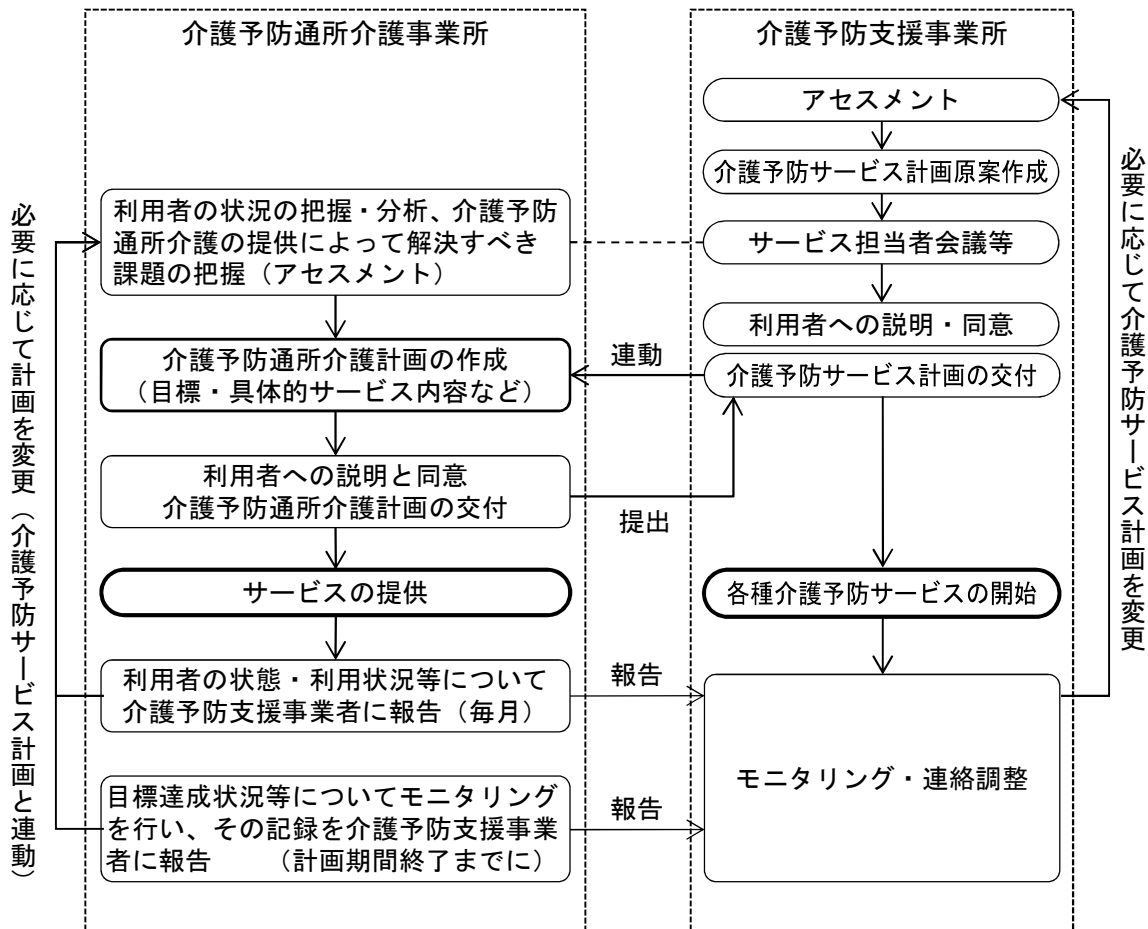 介護予防通所介護事業所
利用者の状況の把握・分析、介護予防
通所介護の提供によって解決すべき
課題の把握（アセスメント）
介護予防通所介護計画の作成
（目標・具体的サービス内容など）
利用者への説明と同意
介護予防通所介護計画の交付
サービスの提供
利用者の状態・利用状況等について
介護予防支援事業者に報告（毎月）
目標達成状況等についてモニタリング
を行い、その記録を介護予防支援事業
者に報告　　（計画期間終了までに）
必要に応じて計画を変更（介護予防サービス計画と連動）
連動
提出
報告
報告
介護予防支援事業所
アセスメント
介護予防サービス計画原案作成
サービス担当者会議等
利用者への説明・同意
介護予防サービス計画の交付
各種介護予防サービスの開始
モニタリング・連絡調整
必要に応じて介護予防サービス計画を変更